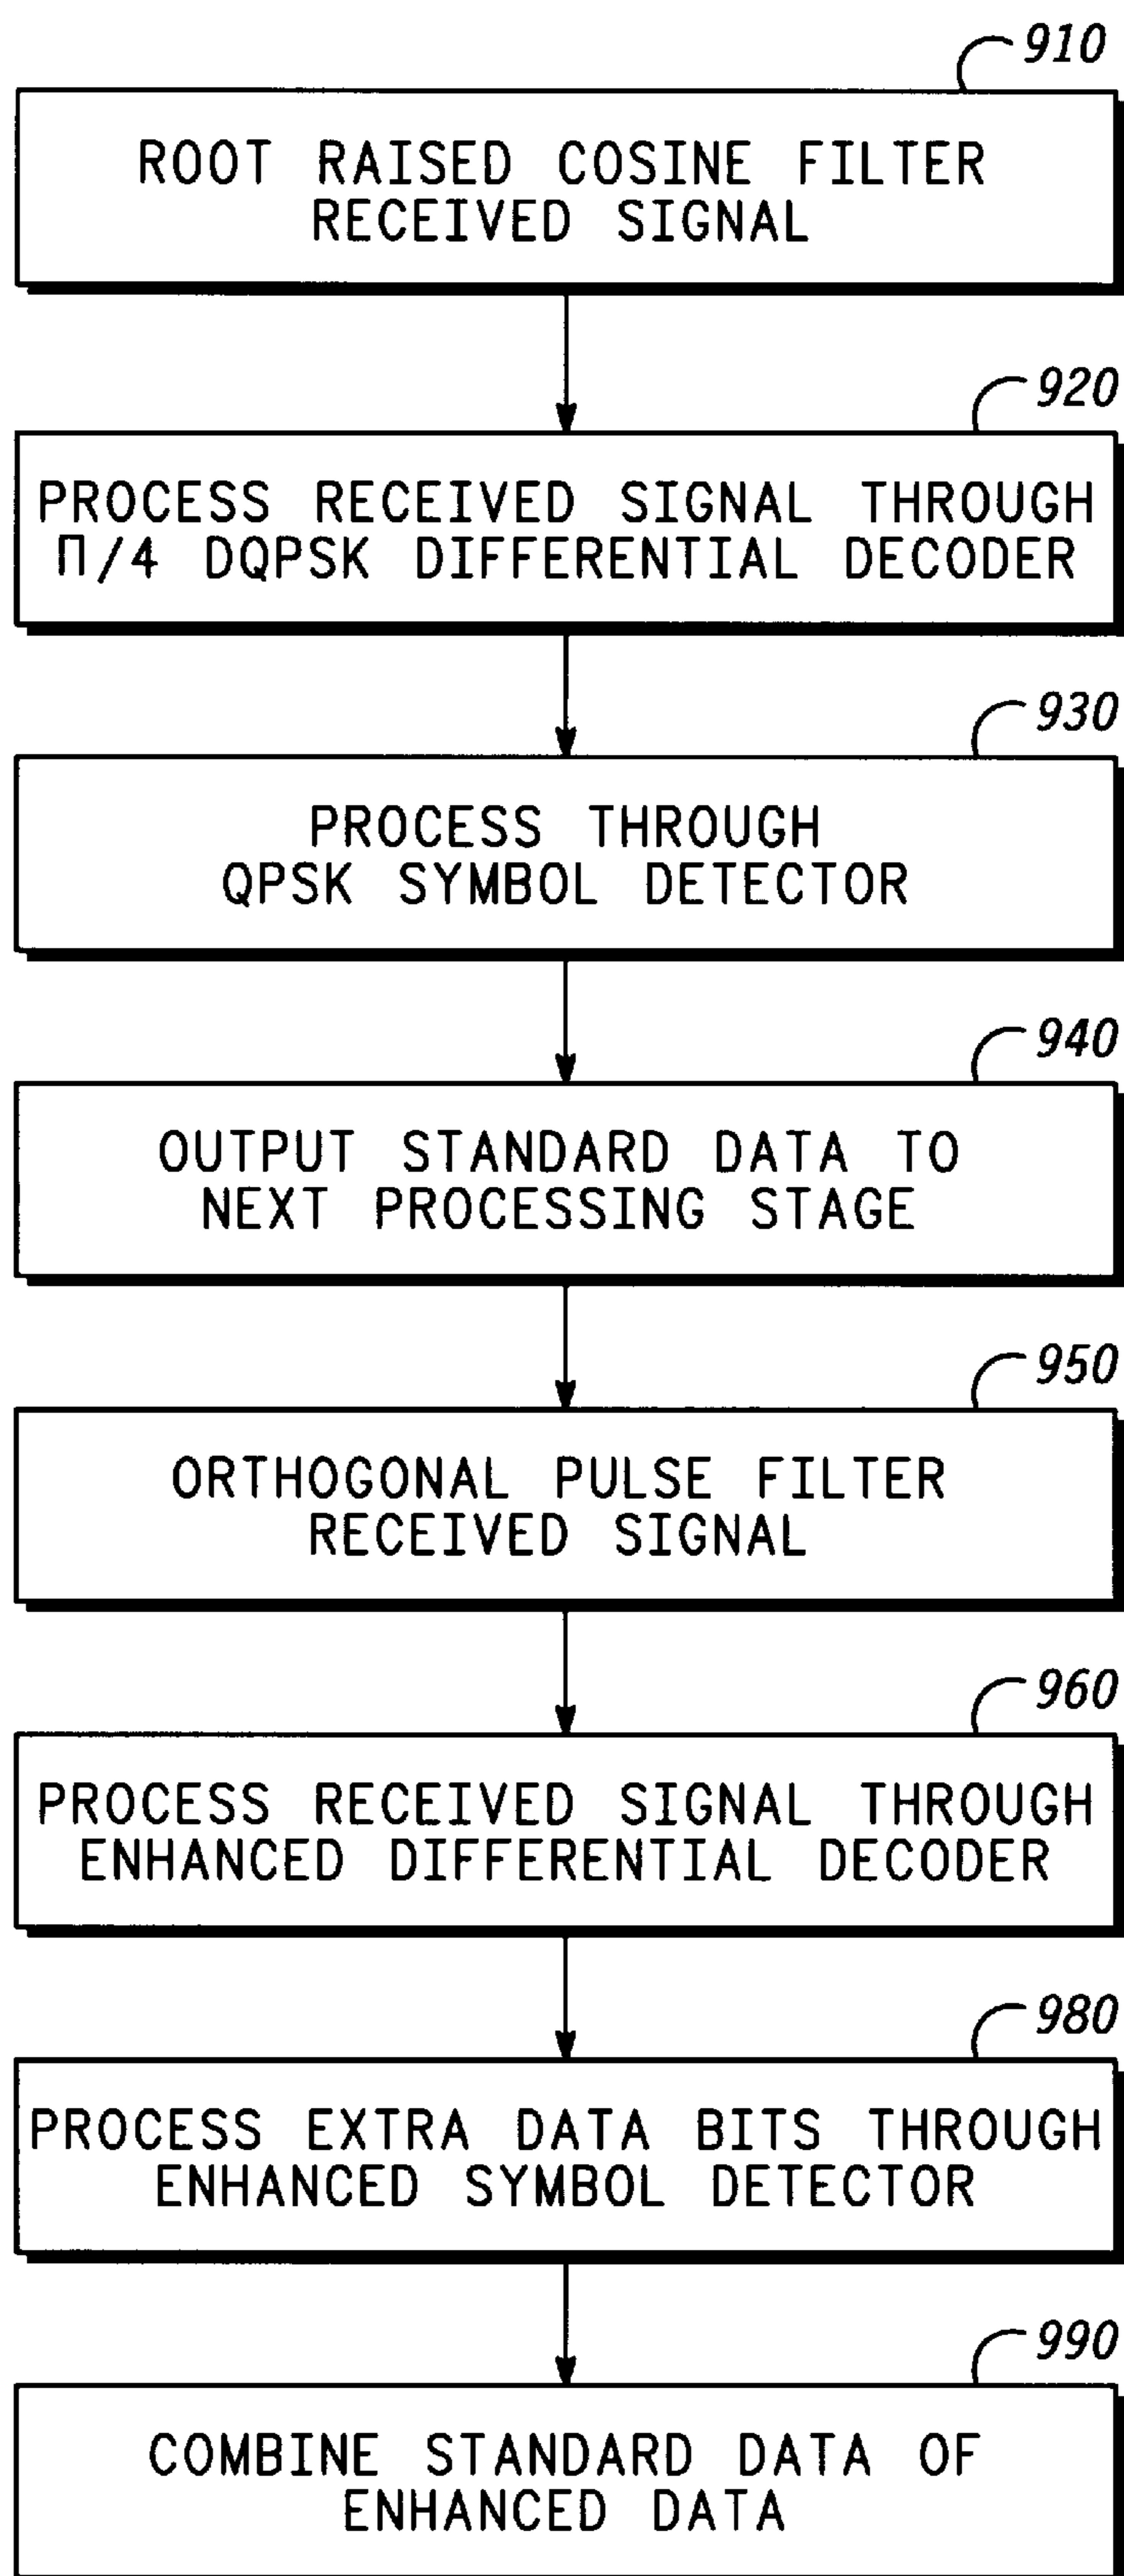 910
ROOT RAISED COSINE FILTER
RECEIVED SIGNAL
920
PROCESS RECEIVED SIGNAL THROUGH
Π/4 DQPSK DIFFERENTIAL DECODER
930
PROCESS THROUGH
QPSK SYMBOL DETECTOR
940
OUTPUT STANDARD DATA TO
NEXT PROCESSING STAGE
950
ORTHOGONAL PULSE FILTER
RECEIVED SIGNAL
960
PROCESS RECEIVED SIGNAL THROUGH
ENHANCED DIFFERENTIAL DECODER
980
PROCESS EXTRA DATA BITS THROUGH
ENHANCED SYMBOL DETECTOR
990
COMBINE STANDARD DATA OF
ENHANCED DATA